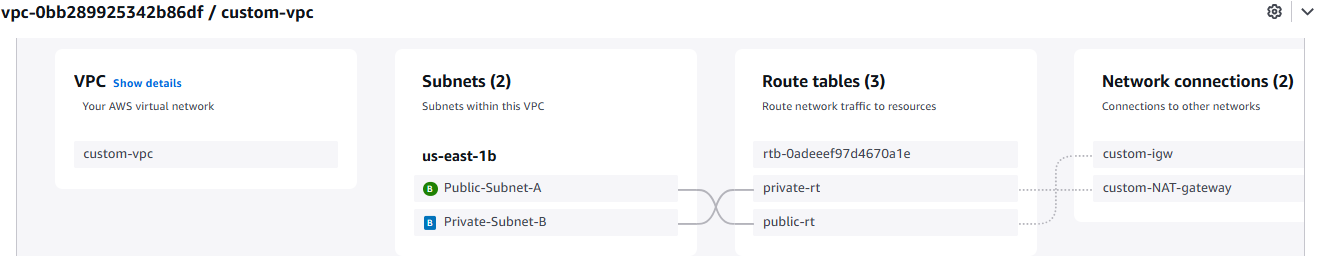 vpc-0bb289925342b86df / custom-vpc
VPC Show details
Your AWS virtual network
custom-vpc
Subnets (2)
Subnets within this VPC
us-east-1b
B Public-Subnet-A
B Private-Subnet-B
Route tables (3)
Route network traffic to resources
rtb-0adeeef97d4670a1e
private-rt
public-rt
Network connections (2)
Connections to other networks
custom-igw
custom-NAT-gateway